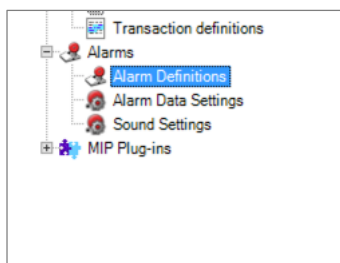 Transaction definitions
Alarms
Alarm Definitions
Alarm Data Settings
Sound Settings
MIP Plug-ins